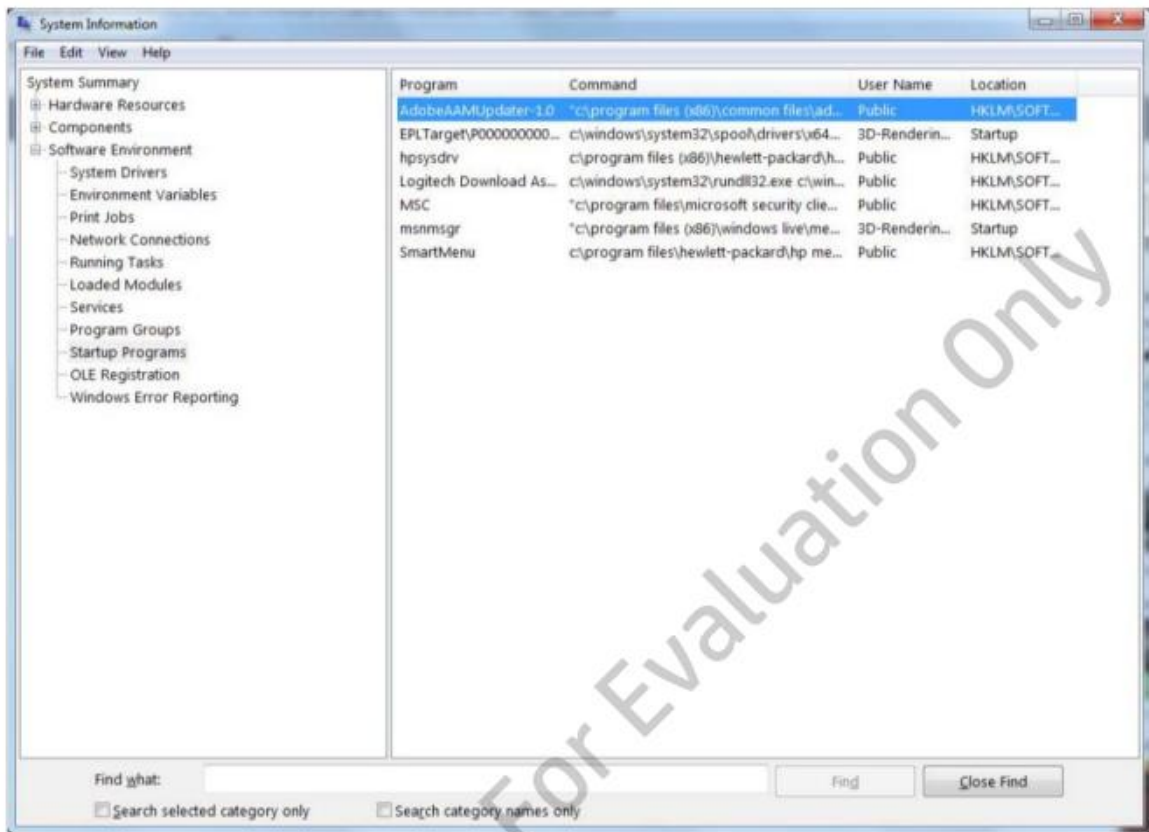 System Information
File Edit View Help
System Summary
Hardware Resources
Components
Software Environment
System Drivers
Environment Variables
Print Jobs
Network Connections
Running Tasks
Loaded Modules
Services
Program Groups
Startup Programs
OLE Registration
Windows Error Reporting
Program Command User Name Location
AdobeAAMUpdater-1.0 "c:\program files (x86)\common files\ad... Public HKLM\SOFT...
EPLTarget\P000000000... c:\windows\system32\spool\drivers\x64... 3D-Renderin... Startup
hpsysdrv c:\program files (x86)\hewlett-packard\h... Public HKLM\SOFT...
Logitech Download As... c:\windows\system32\rundll32.exe c:\win... Public HKLM\SOFT...
MSC "c:\program files\microsoft security clie... Public HKLM\SOFT...
msnmsgr "c:\program files (x86)\windows live\me... 3D-Renderin... Startup
SmartMenu c:\program files\hewlett-packard\hp me... Public HKLM\SOFT...
For Evaluation Only
Find what: Find Close Find
Search selected category only Search category names only